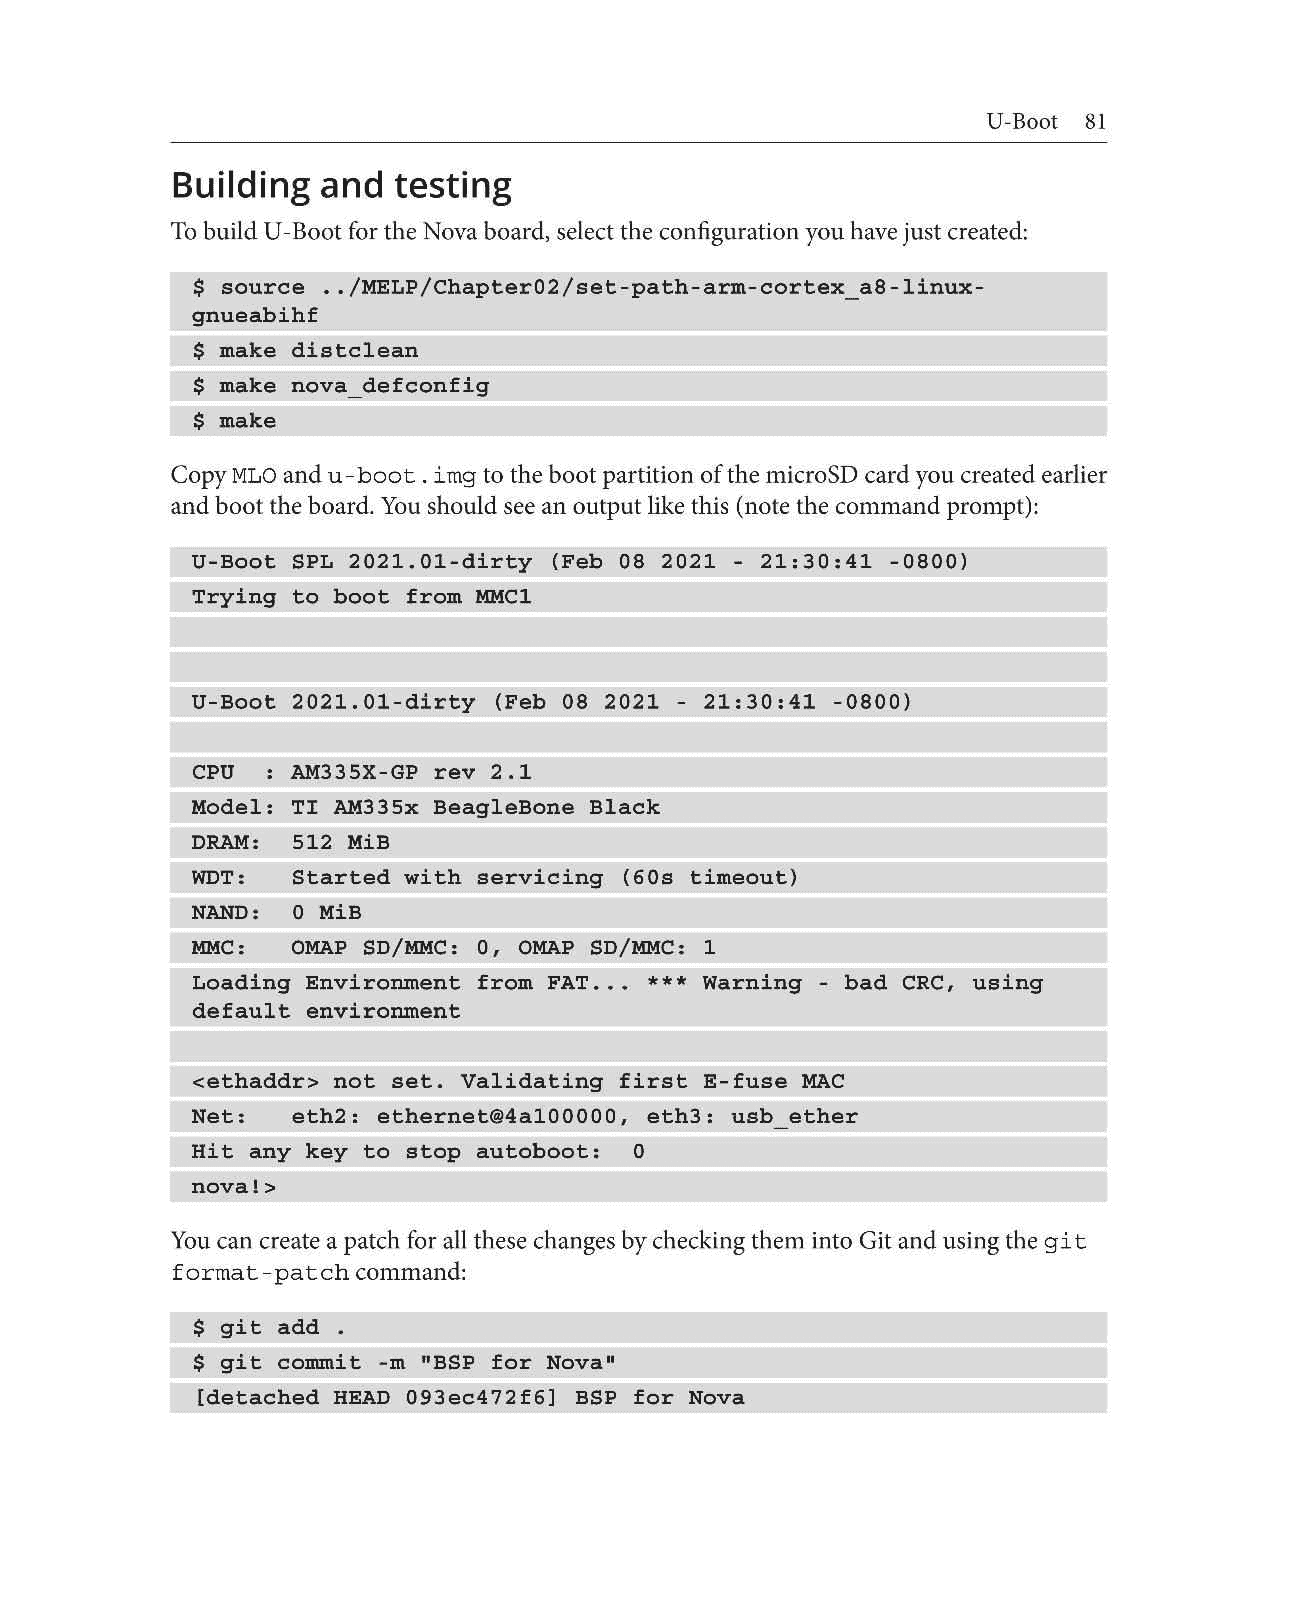 U-Boot 81
Building and testing
To build U-Boot for the Nova board, select the configuration you have just created:
$ source ../MELP/Chapter02/set-path-arm-cortex_a8-linux-
gnueabihf
$ make distclean
$ make nova_defconfig
$ make
Copy MLO and u-boot.img to the boot partition of the microSD card you created earlier
and boot the board. You should see an output like this (note the command prompt):
U-Boot SPL 2021.01-dirty (Feb 08 2021 - 21:30:41 -0800)
Trying to boot from MMC1
U-Boot 2021.01-dirty (Feb 08 2021 - 21:30:41 -0800)
CPU  : AM335X-GP rev 2.1
Model: TI AM335x BeagleBone Black
DRAM:  512 MiB
WDT:   Started with servicing (60s timeout)
NAND:  0 MiB
MMC:   OMAP SD/MMC: 0, OMAP SD/MMC: 1
Loading Environment from FAT... *** Warning - bad CRC, using
default environment
<ethaddr> not set. Validating first E-fuse MAC
Net:   eth2: ethernet@4a100000, eth3: usb_ether
Hit any key to stop autoboot:  0
nova!>
You can create a patch for all these changes by checking them into Git and using the git
format-patch command:
$ git add .
$ git commit -m "BSP for Nova"
[detached HEAD 093ec472f6] BSP for Nova